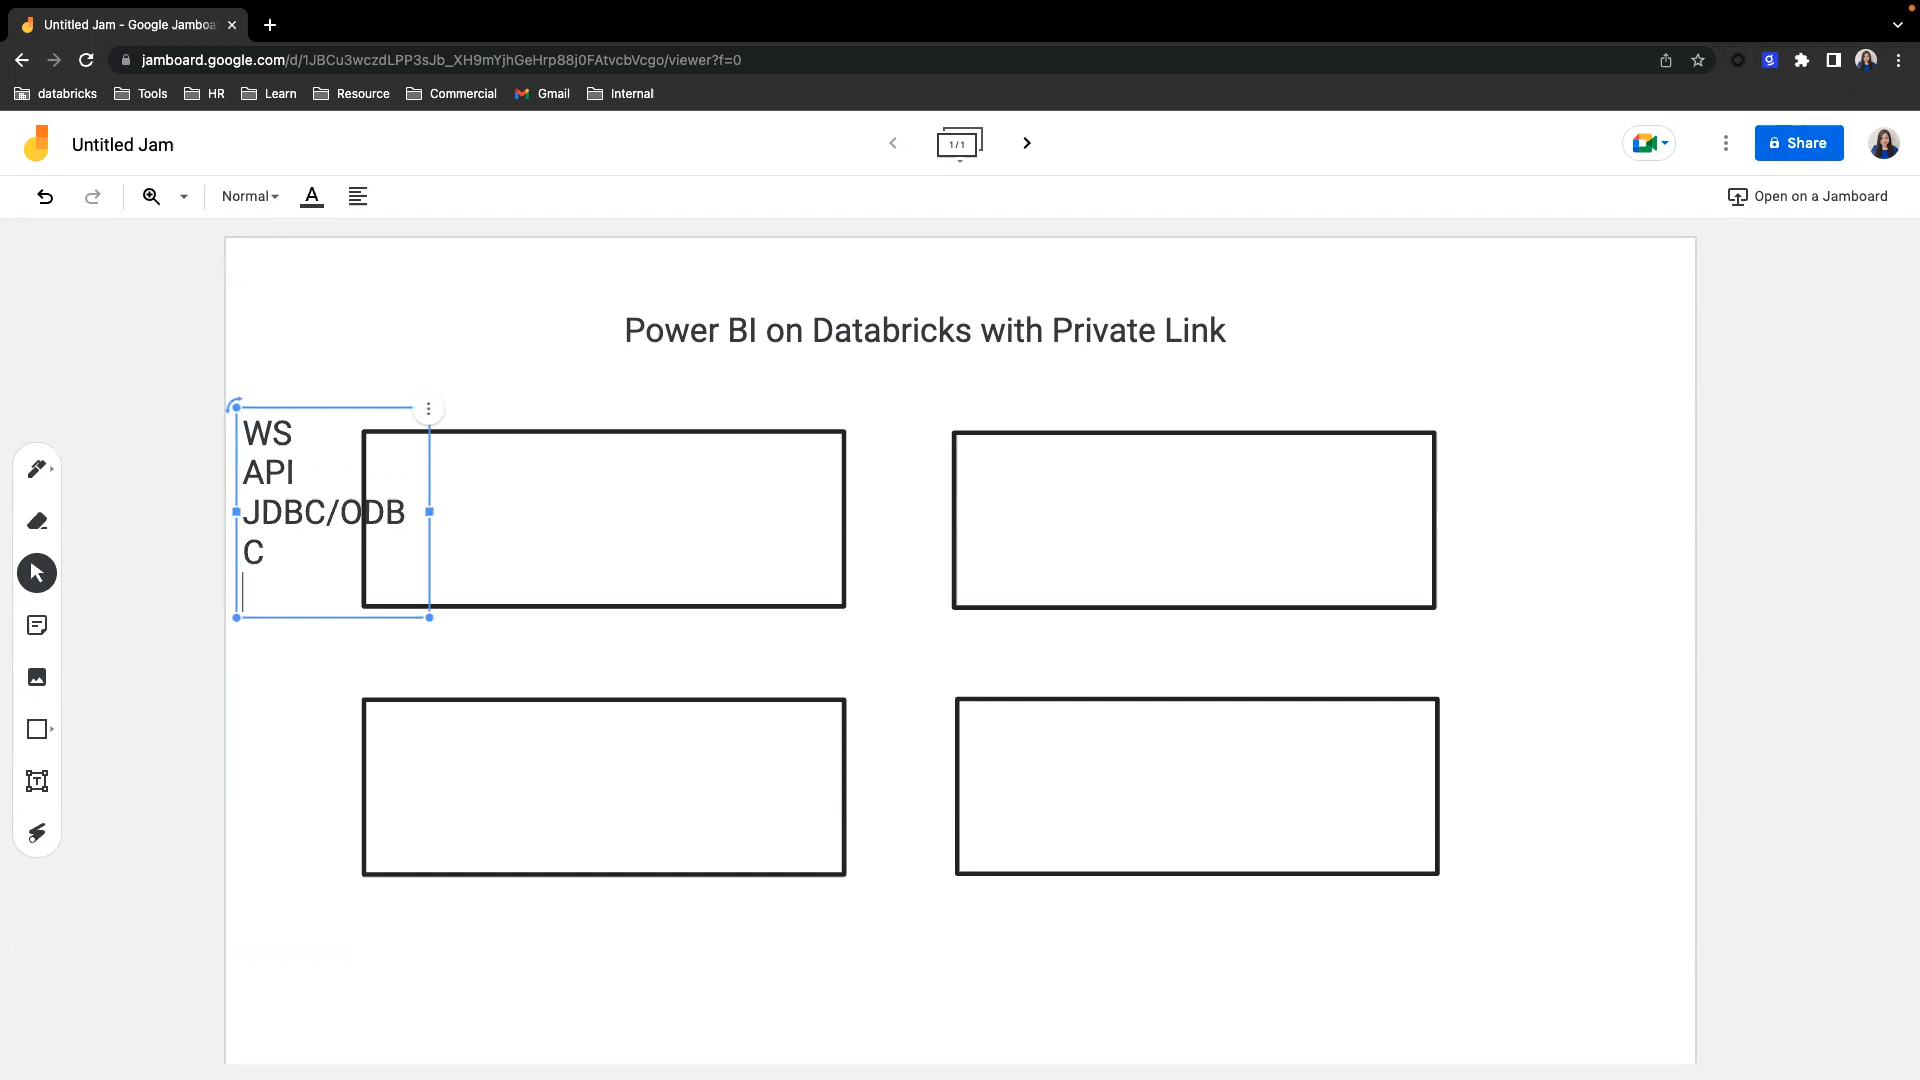 Untitled Jam - Google Jamboa
jamboard.google.com/d/1JBCu3wczdLPP3sJb_XH9mYjhGeHrp88j0FAtvcbVcgo/viewer?f=0
databricks Tools HR Learn Resource Commercial Gmail Internal
Untitled Jam
1/1
Share
Normal
Open on a Jamboard
Power BI on Databricks with Private Link
WS
API
JDBC/ODB
C